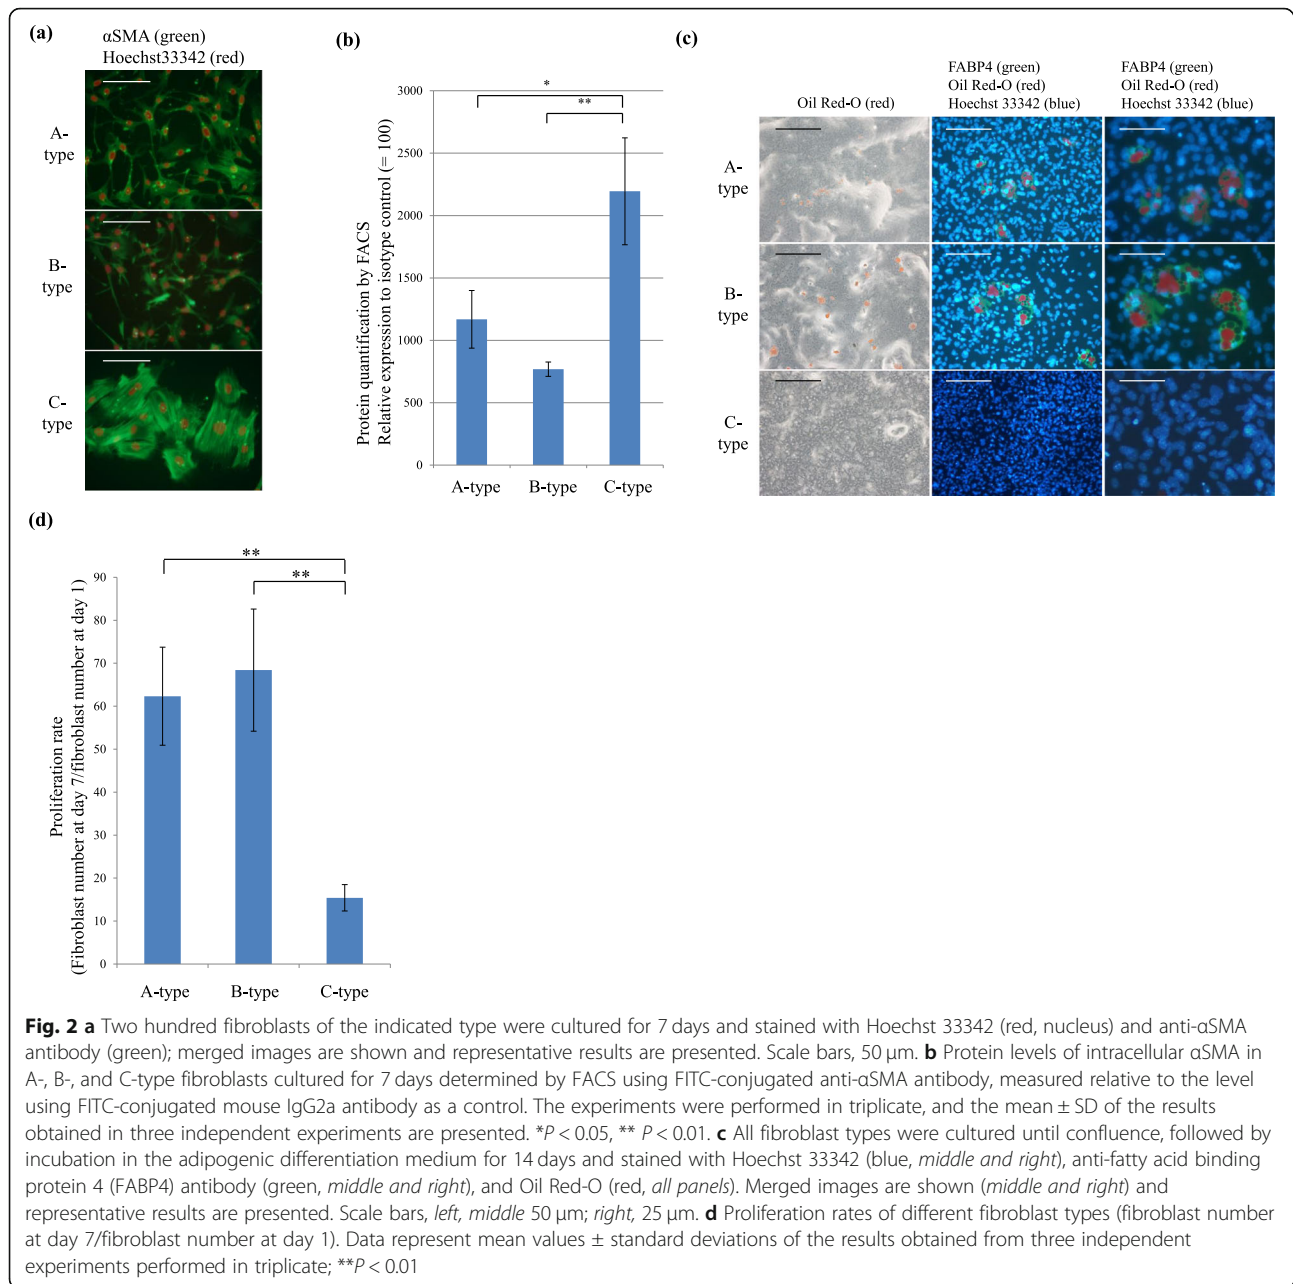 (a)
αSMA (green)
Hoechst33342 (red)
A-
type
B-
type
C-
type
(b)
Protein quantification by FACS
Relative expression to isotype control (= 100)
3000
2500
2000
1500
1000
500
0
*
**
A-type
B-type
C-type
(c)
Oil Red-O (red)
FABP4 (green)
Oil Red-O (red)
Hoechst 33342 (blue)
FABP4 (green)
Oil Red-O (red)
Hoechst 33342 (blue)
A-
type
B-
type
C-
type
(d)
Proliferation rate
(Fibroblast number at day 7/fibroblast number at day 1)
90
80
70
60
50
40
30
20
10
0
**
**
A-type
B-type
C-type
Fig. 2 a Two hundred fibroblasts of the indicated type were cultured for 7 days and stained with Hoechst 33342 (red, nucleus) and anti-αSMA
antibody (green); merged images are shown and representative results are presented. Scale bars, 50 μm. b Protein levels of intracellular αSMA in
A-, B-, and C-type fibroblasts cultured for 7 days determined by FACS using FITC-conjugated anti-αSMA antibody, measured relative to the level
using FITC-conjugated mouse IgG2a antibody as a control. The experiments were performed in triplicate, and the mean ± SD of the results
obtained in three independent experiments are presented. *P < 0.05, ** P < 0.01. c All fibroblast types were cultured until confluence, followed by
incubation in the adipogenic differentiation medium for 14 days and stained with Hoechst 33342 (blue, middle and right), anti-fatty acid binding
protein 4 (FABP4) antibody (green, middle and right), and Oil Red-O (red, all panels). Merged images are shown (middle and right) and
representative results are presented. Scale bars, left, middle 50 μm; right, 25 μm. d Proliferation rates of different fibroblast types (fibroblast number
at day 7/fibroblast number at day 1). Data represent mean values ± standard deviations of the results obtained from three independent
experiments performed in triplicate; **P < 0.01